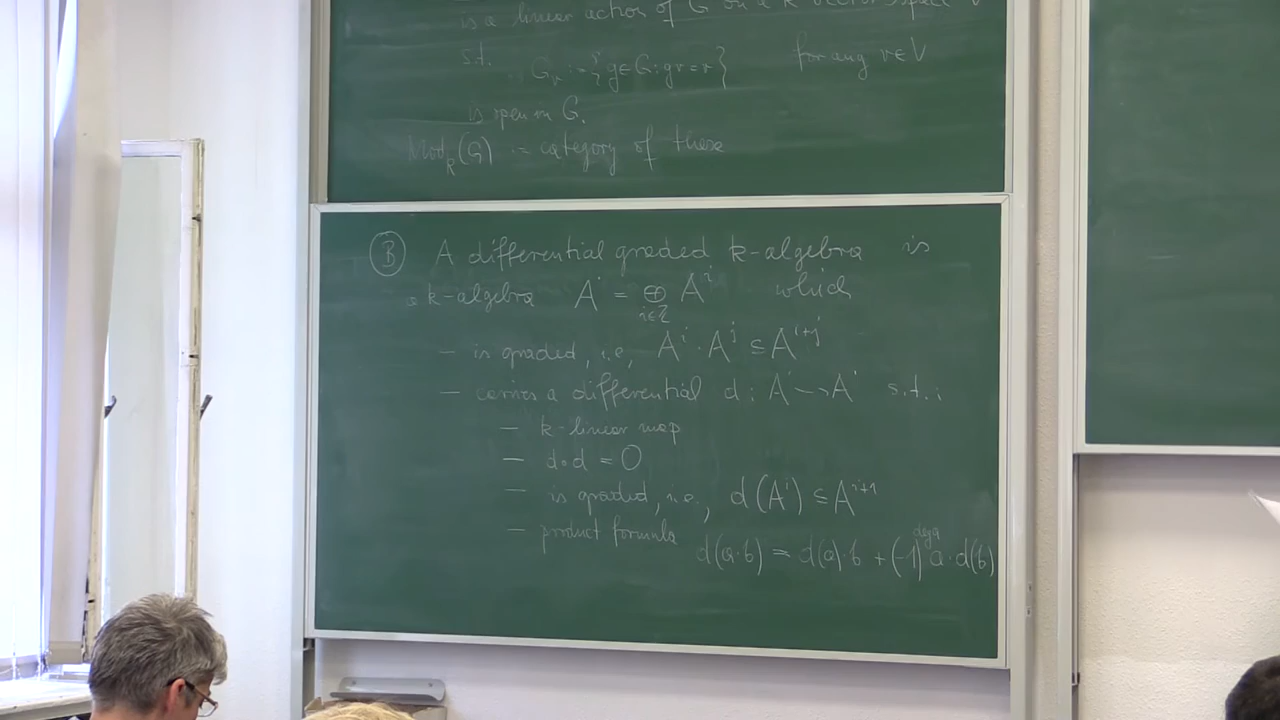 is a linear action of G on a k-vector space V
s.t. G_v := {g∈G : gv = v} for any v∈V
is open in G.
Mod_k(G) := category of these
Ⓑ A differential graded k-algebra is
a k-algebra A^• = ⊕_{i∈ℤ} A^i which
— is graded, i.e., A^i · A^j ⊆ A^{i+j}
— carries a differential d : A^• → A^• s.t.:
— k-linear map
— d∘d = 0
— is graded, i.e., d(A^i) ⊆ A^{i+1}
— product formula d(a·b) = d(a)·b + (-1)^{deg a} a·d(b)